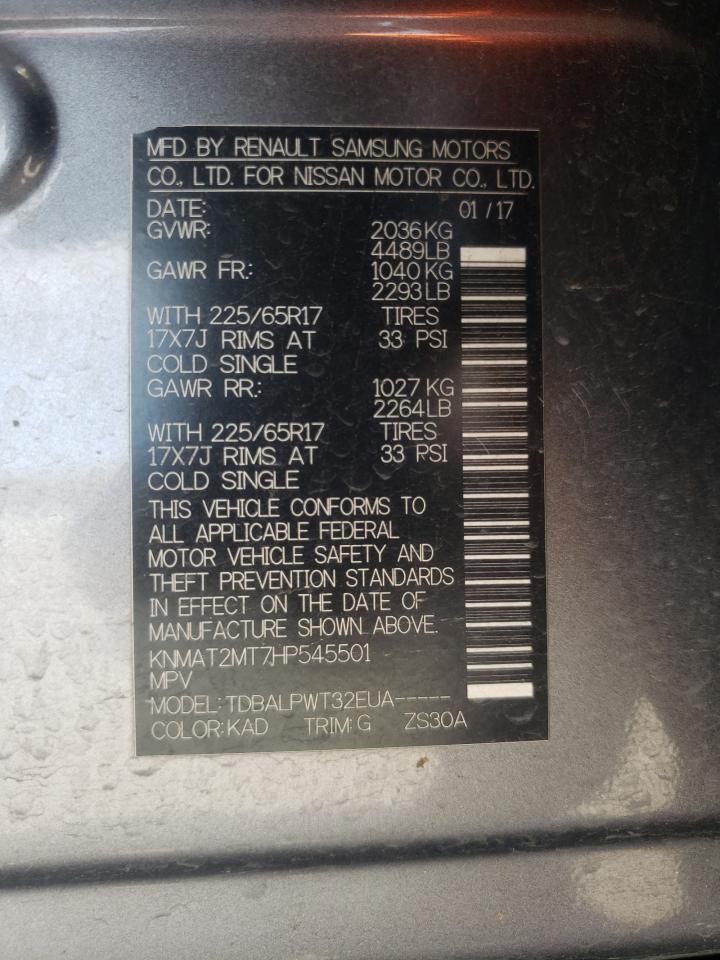 MFD BY RENAULT SAMSUNG MOTORS
CO., LTD. FOR NISSAN MOTOR CO., LTD.
DATE: 01 / 17
GVWR: 2036KG
4489LB
GAWR FR.: 1040KG
2293LB
WITH 225/65R17 TIRES
17X7J RIMS AT 33 PSI
COLD SINGLE
GAWR RR.: 1027KG
2264LB
WITH 225/65R17 TIRES
17X7J RIMS AT 33 PSI
COLD SINGLE
THIS VEHICLE CONFORMS TO
ALL APPLICABLE FEDERAL
MOTOR VEHICLE SAFETY AND
THEFT PREVENTION STANDARDS
IN EFFECT ON THE DATE OF
MANUFACTURE SHOWN ABOVE.
KNMAT2MT7HP545501
MPV
MODEL:TDBALPWT32EUA-----
COLOR:KAD TRIM:G ZS30A